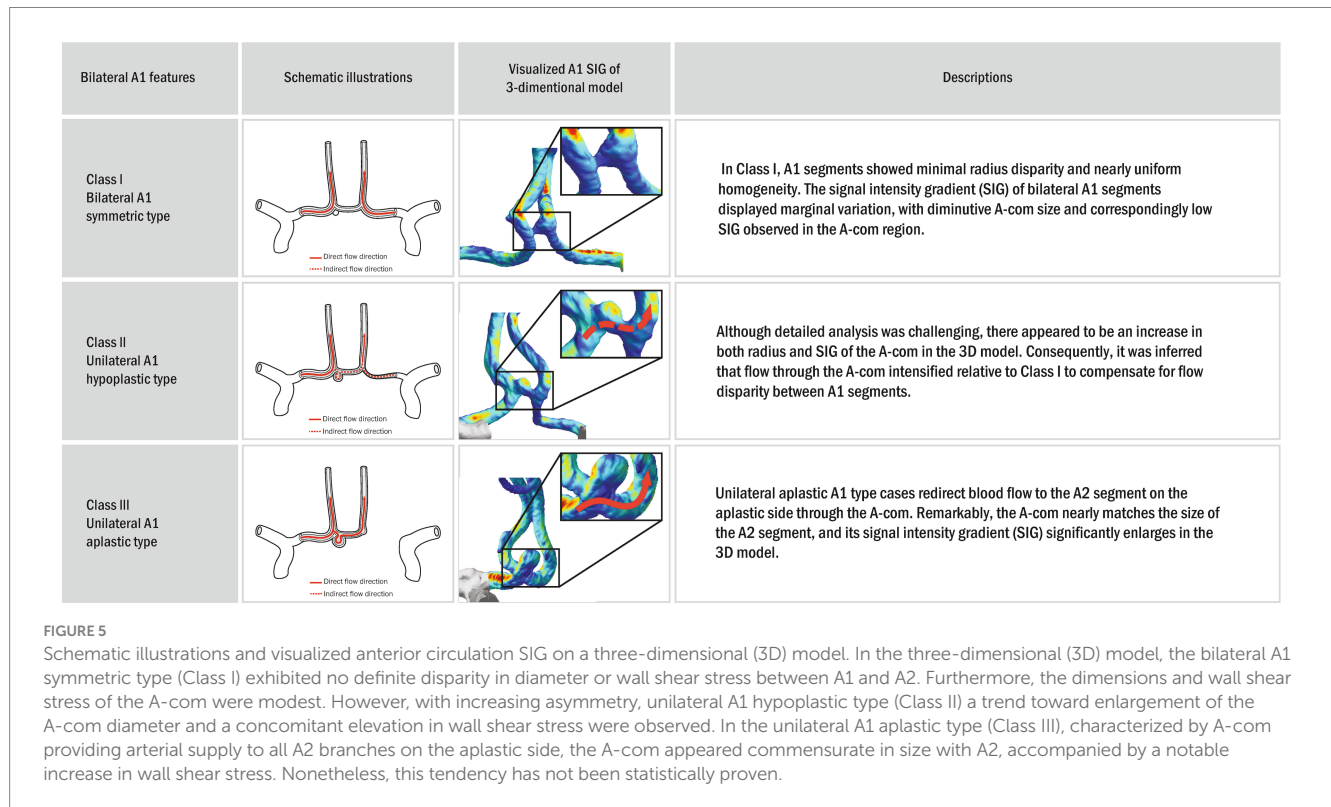 Bilateral A1 features
Schematic illustrations
Visualized A1 SIG of
3-dimentional model
Descriptions
Class I
Bilateral A1
symmetric type
Direct flow direction
Indirect flow direction
In Class I, A1 segments showed minimal radius disparity and nearly uniform
homogeneity. The signal intensity gradient (SIG) of bilateral A1 segments
displayed marginal variation, with diminutive A-com size and correspondingly low
SIG observed in the A-com region.
Class II
Unilateral A1
hypoplastic type
Direct flow direction
Indirect flow direction
Although detailed analysis was challenging, there appeared to be an increase in
both radius and SIG of the A-com in the 3D model. Consequently, it was inferred
that flow through the A-com intensified relative to Class I to compensate for flow
disparity between A1 segments.
Class III
Unilateral A1
aplastic type
Direct flow direction
Indirect flow direction
Unilateral aplastic A1 type cases redirect blood flow to the A2 segment on the
aplastic side through the A-com. Remarkably, the A-com nearly matches the size of
the A2 segment, and its signal intensity gradient (SIG) significantly enlarges in the
3D model.
FIGURE 5
Schematic illustrations and visualized anterior circulation SIG on a three-dimensional (3D) model. In the three-dimensional (3D) model, the bilateral A1
symmetric type (Class I) exhibited no definite disparity in diameter or wall shear stress between A1 and A2. Furthermore, the dimensions and wall shear
stress of the A-com were modest. However, with increasing asymmetry, unilateral A1 hypoplastic type (Class II) a trend toward enlargement of the
A-com diameter and a concomitant elevation in wall shear stress were observed. In the unilateral A1 aplastic type (Class III), characterized by A-com
providing arterial supply to all A2 branches on the aplastic side, the A-com appeared commensurate in size with A2, accompanied by a notable
increase in wall shear stress. Nonetheless, this tendency has not been statistically proven.